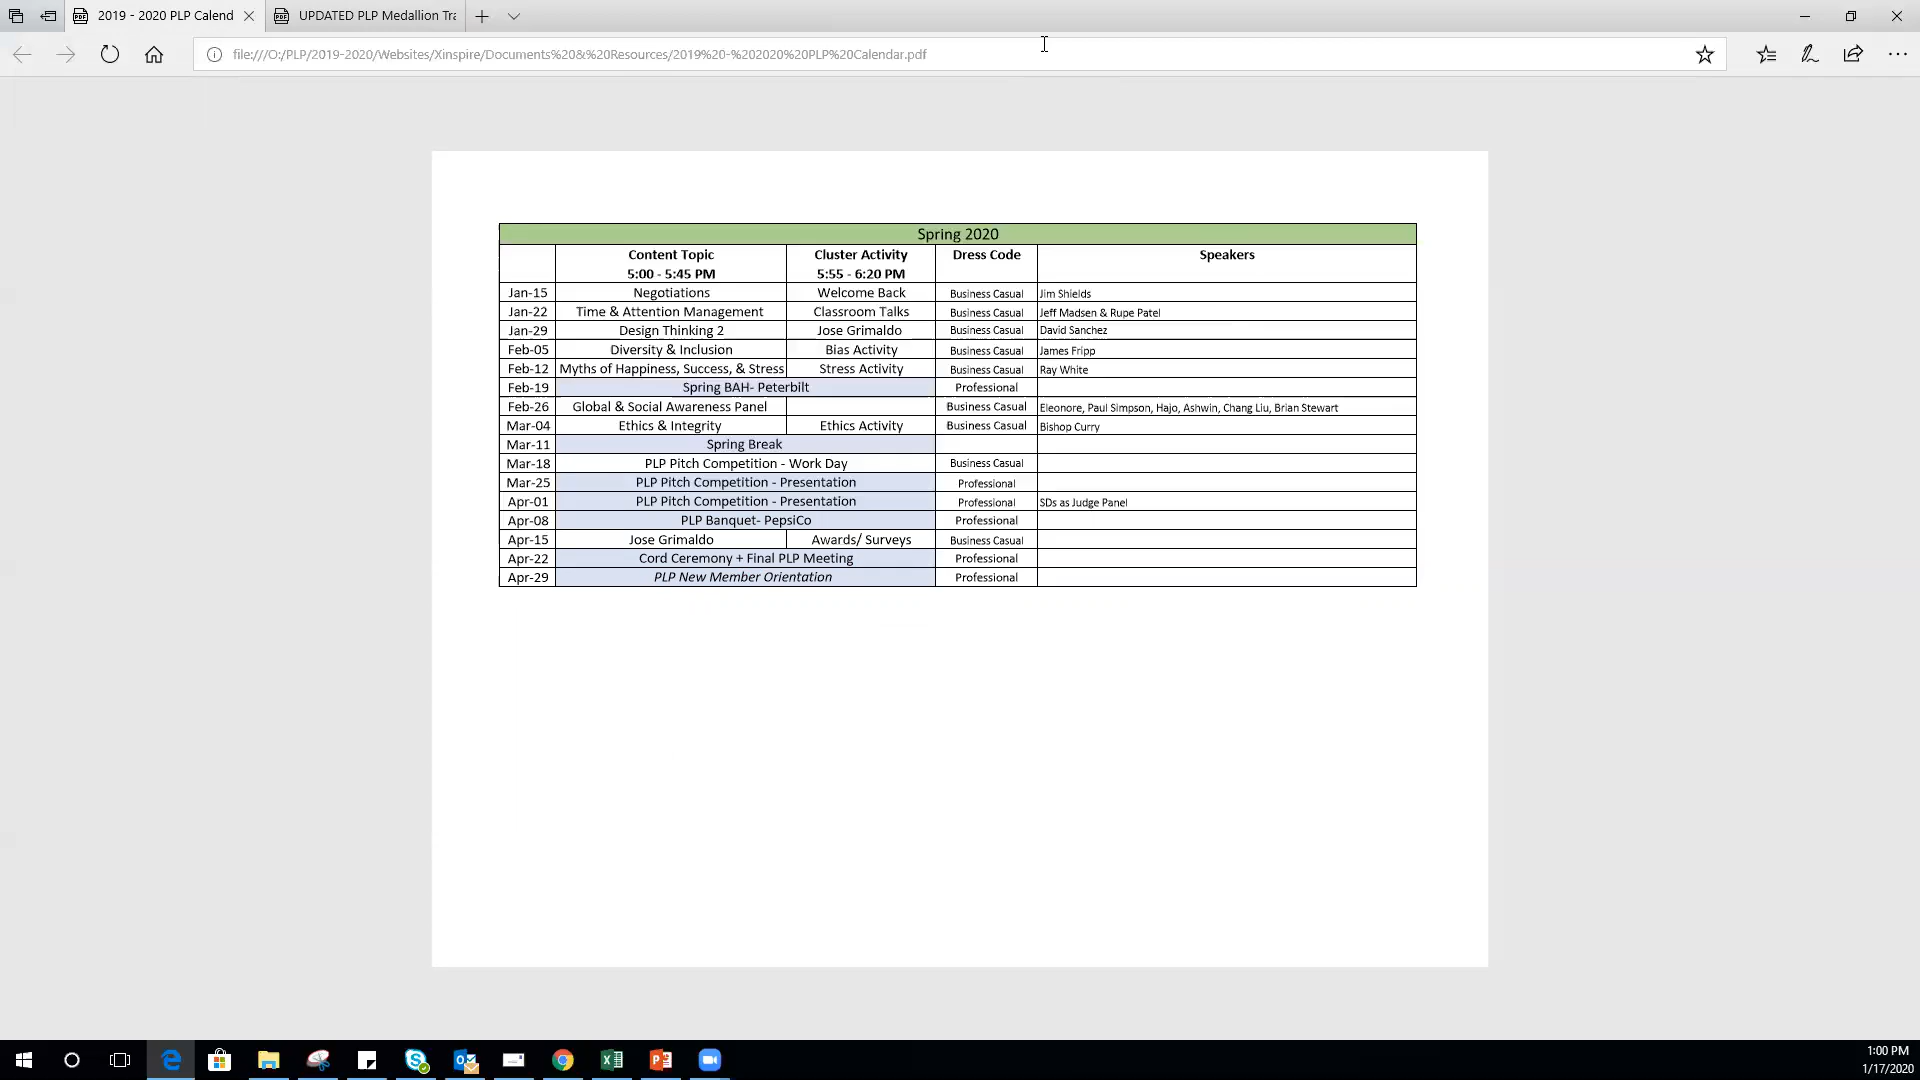 2019 - 2020 PLP Calend
UPDATED PLP Medallion Tra
file:///O:/PLP/2019-2020/Websites/Xinspire/Documents%20&%20Resources/2019%20-%202020%20PLP%20Calendar.pdf
Spring 2020
Content Topic Cluster Activity Dress Code Speakers
5:00 - 5:45 PM 5:55 - 6:20 PM
Jan-15 Negotiations Welcome Back Business Casual Jim Shields
Jan-22 Time & Attention Management Classroom Talks Business Casual Jeff Madsen & Rupe Patel
Jan-29 Design Thinking 2 Jose Grimaldo Business Casual David Sanchez
Feb-05 Diversity & Inclusion Bias Activity Business Casual James Fripp
Feb-12 Myths of Happiness, Success, & Stress Stress Activity Business Casual Ray White
Feb-19 Spring BAH- Peterbilt Professional
Feb-26 Global & Social Awareness Panel Business Casual Eleonore, Paul Simpson, Hajo, Ashwin, Chang Liu, Brian Stewart
Mar-04 Ethics & Integrity Ethics Activity Business Casual Bishop Curry
Mar-11 Spring Break
Mar-18 PLP Pitch Competition - Work Day Business Casual
Mar-25 PLP Pitch Competition - Presentation Professional
Apr-01 PLP Pitch Competition - Presentation Professional SDs as Judge Panel
Apr-08 PLP Banquet- PepsiCo Professional
Apr-15 Jose Grimaldo Awards/ Surveys Business Casual
Apr-22 Cord Ceremony + Final PLP Meeting Professional
Apr-29 PLP New Member Orientation Professional
1:00 PM
1/17/2020